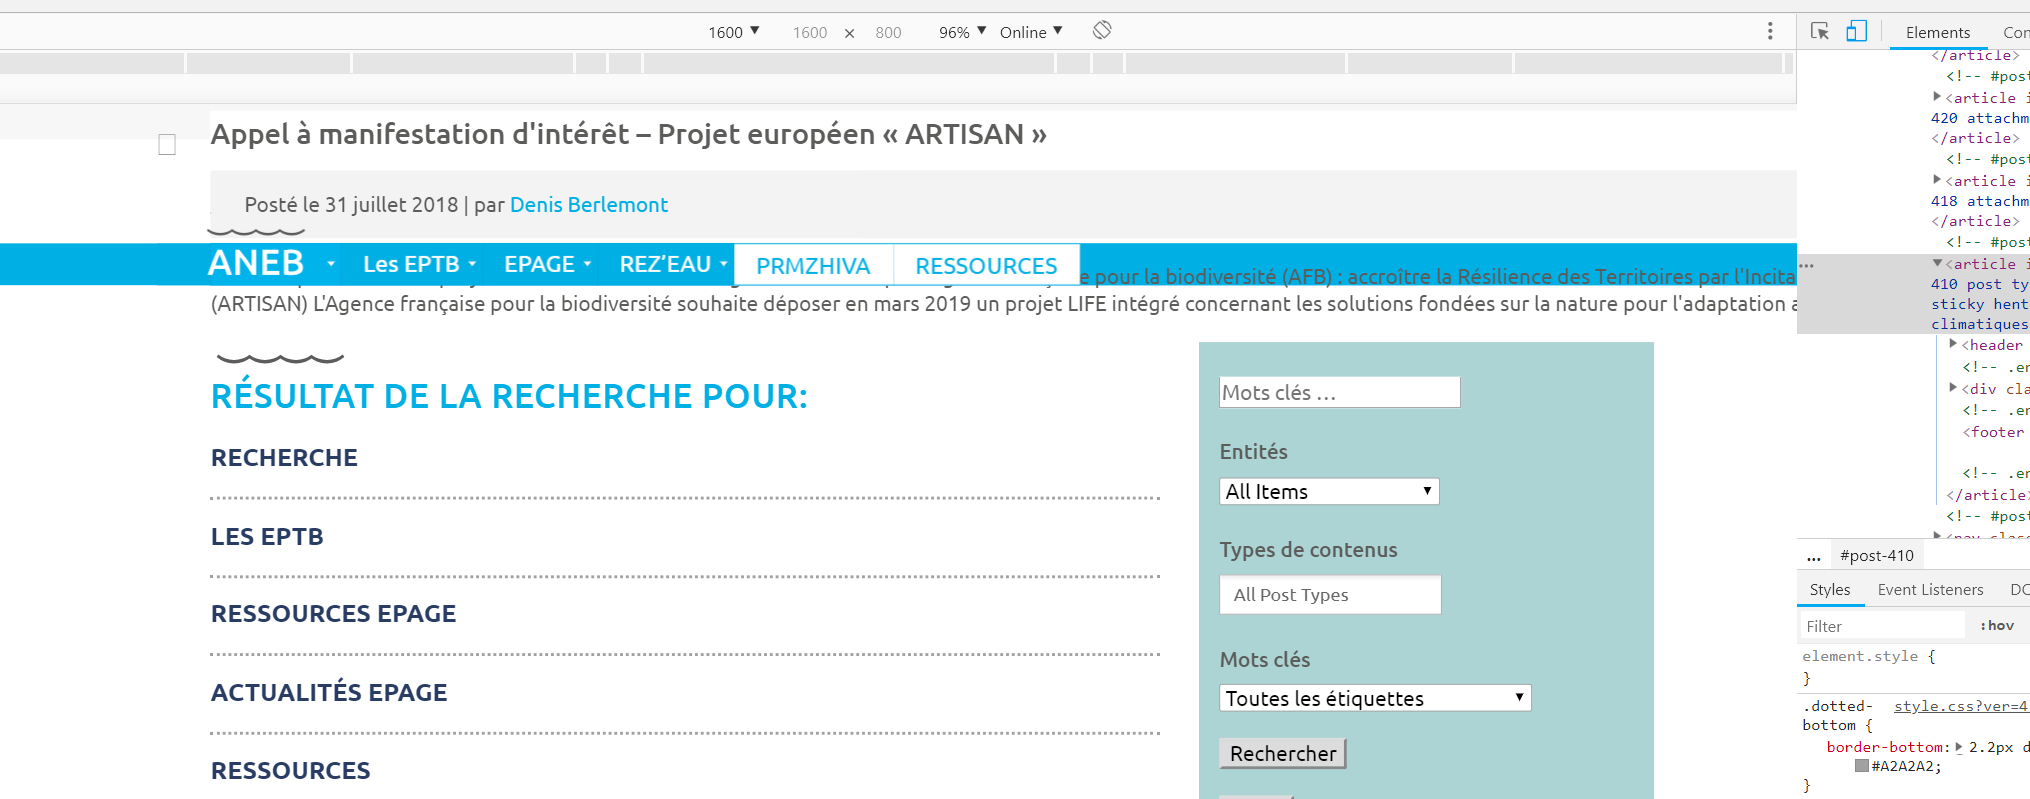 1600 ▼ 1600 × 800 96% ▼ Online ▼
Elements
Appel à manifestation d'intérêt – Projet européen « ARTISAN »
Posté le 31 juillet 2018 | par Denis Berlemont
ANEB Les EPTB EPAGE REZ’EAU PRMZHIVA RESSOURCES
e pour la biodiversité (AFB) : accroître la Résilience des Territoires par l'Incita
(ARTISAN) L'Agence française pour la biodiversité souhaite déposer en mars 2019 un projet LIFE intégré concernant les solutions fondées sur la nature pour l'adaptation a
RÉSULTAT DE LA RECHERCHE POUR:
RECHERCHE
LES EPTB
RESSOURCES EPAGE
ACTUALITÉS EPAGE
RESSOURCES
Mots clés ...
Entités
All Items
Types de contenus
All Post Types
Mots clés
Toutes les étiquettes
Rechercher
</article>
<!-- #post
<article i
420 attachm
</article>
<!-- #post
<article i
418 attachm
</article>
<!-- #post
<article i
410 post ty
sticky hent
climatiques
<header
<!-- .er
<div cla
<!-- .er
<footer
<!-- .er
</article>
<!-- #post
<nav class
... #post-410
Styles Event Listeners DO
Filter :hov
element.style {
}
.dotted- style.css?ver=4
bottom {
border-bottom: 2.2px d
#A2A2A2;
}